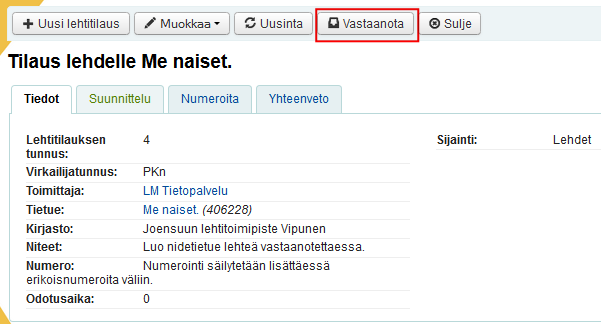 Uusi lehtitilaus Muokkaa Uusinta Vastaanota Sulje
Tilaus lehdelle Me naiset.
Tiedot Suunnittelu Numeroita Yhteenveto
Lehtitilauksen tunnus: 4 Sijainti: Lehdet
Virkailijatunnus: PKn
Toimittaja: LM Tietopalvelu
Tietue: Me naiset. (406228)
Kirjasto: Joensuun lehtitoimipiste Vipunen
Niteet: Luo nidetietue lehteä vastaanotettaessa.
Numero: Numerointi säilytetään lisättäessä
erikoisnumeroita väliin.
Odotusaika: 0